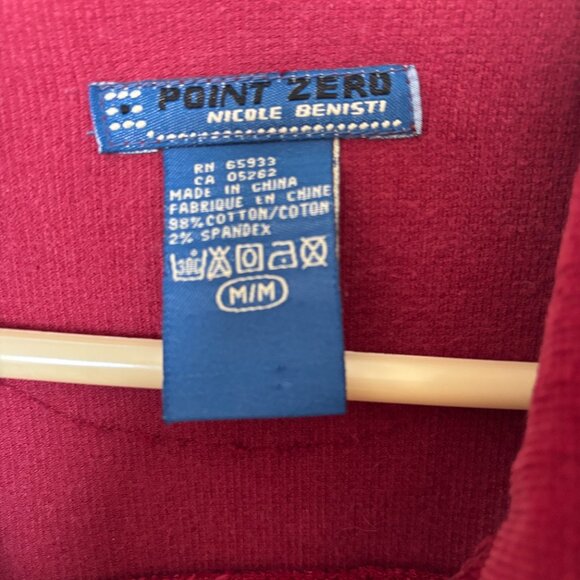 POINT ZERO
NICOLE BENISTI
RN 65933
CA 05262
MADE IN CHINA
FABRIQUE EN CHINE
98% COTTON/COTON
2% SPANDEX
30°
M/M